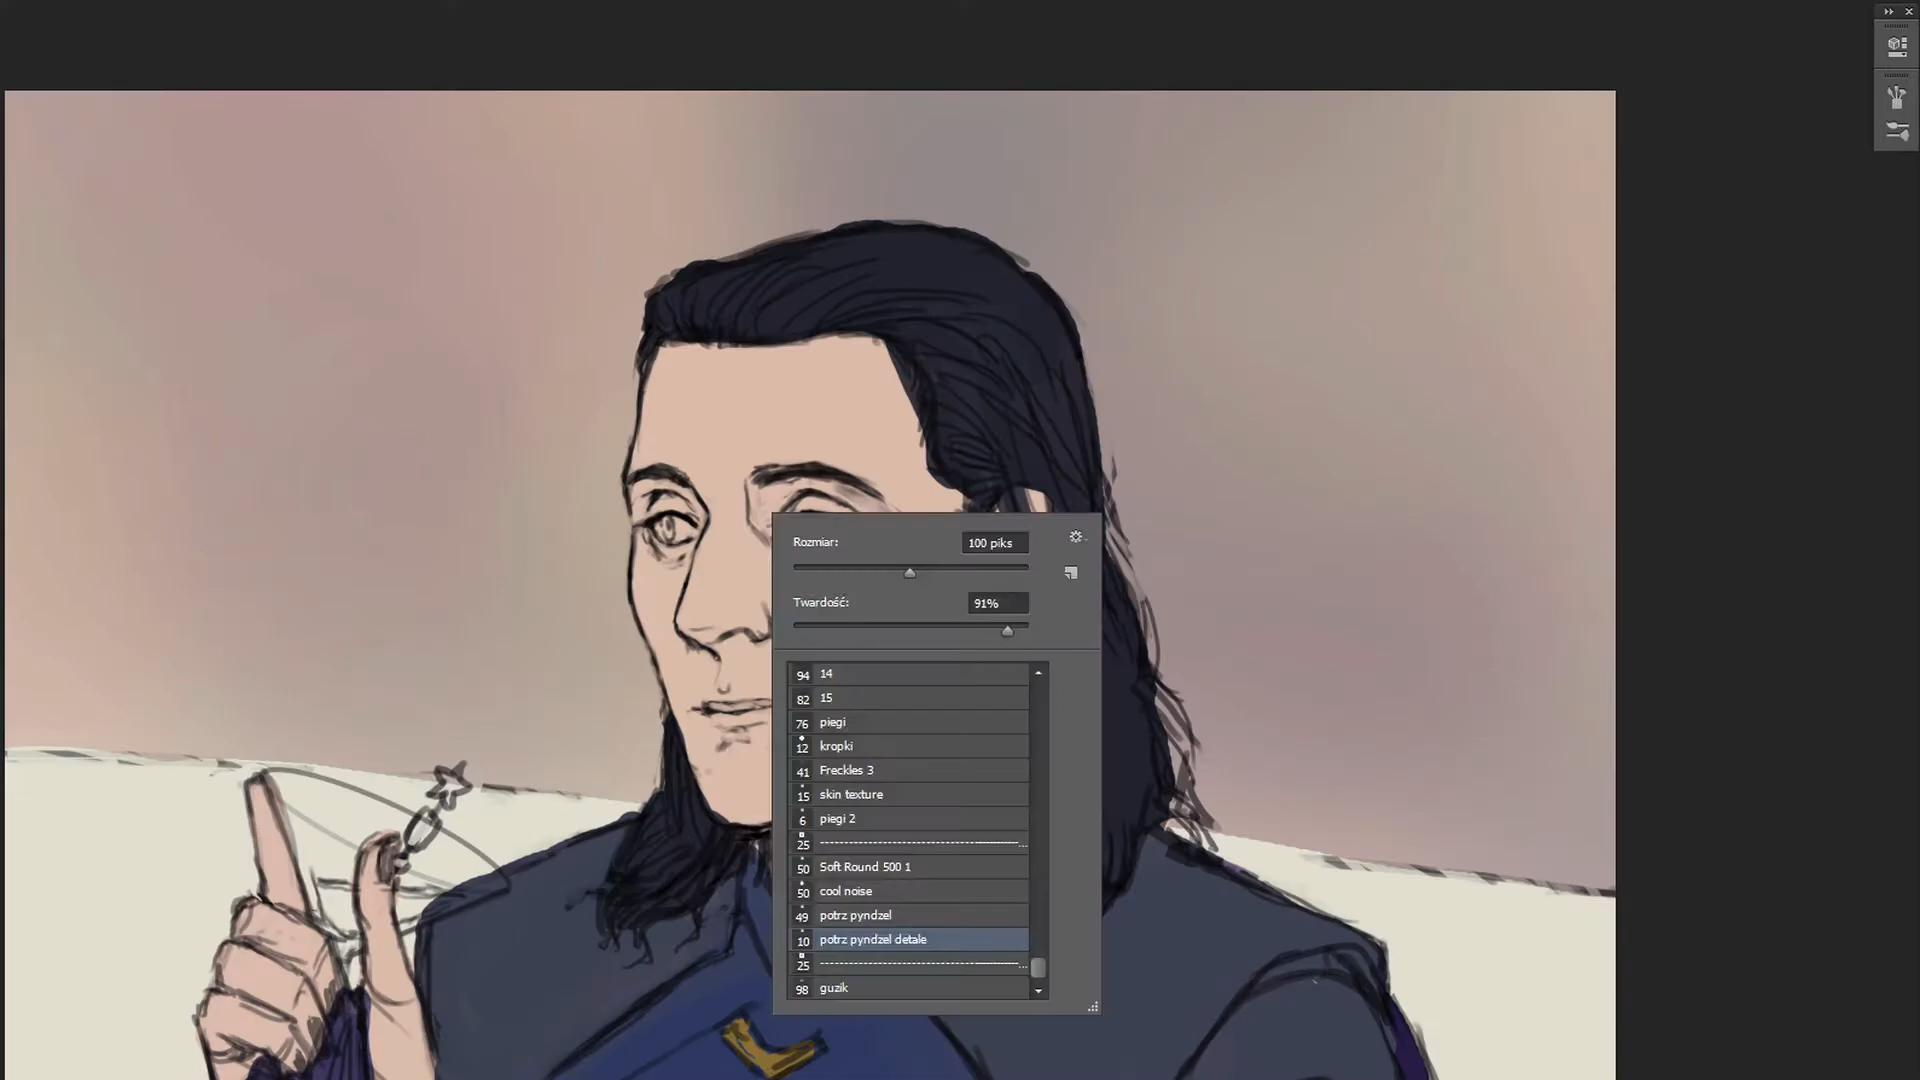 Rozmiar: 100 piks
Twardość: 91%
94 14
82 15
76 piegi
12 kropki
41 Freckles 3
15 skin texture
6 piegi 2
25 ------------------------------------------------...
50 Soft Round 500 1
50 cool noise
49 potrz pyndzel
10 potrz pyndzel detale
25 ------------------------------------------------...
98 guzik